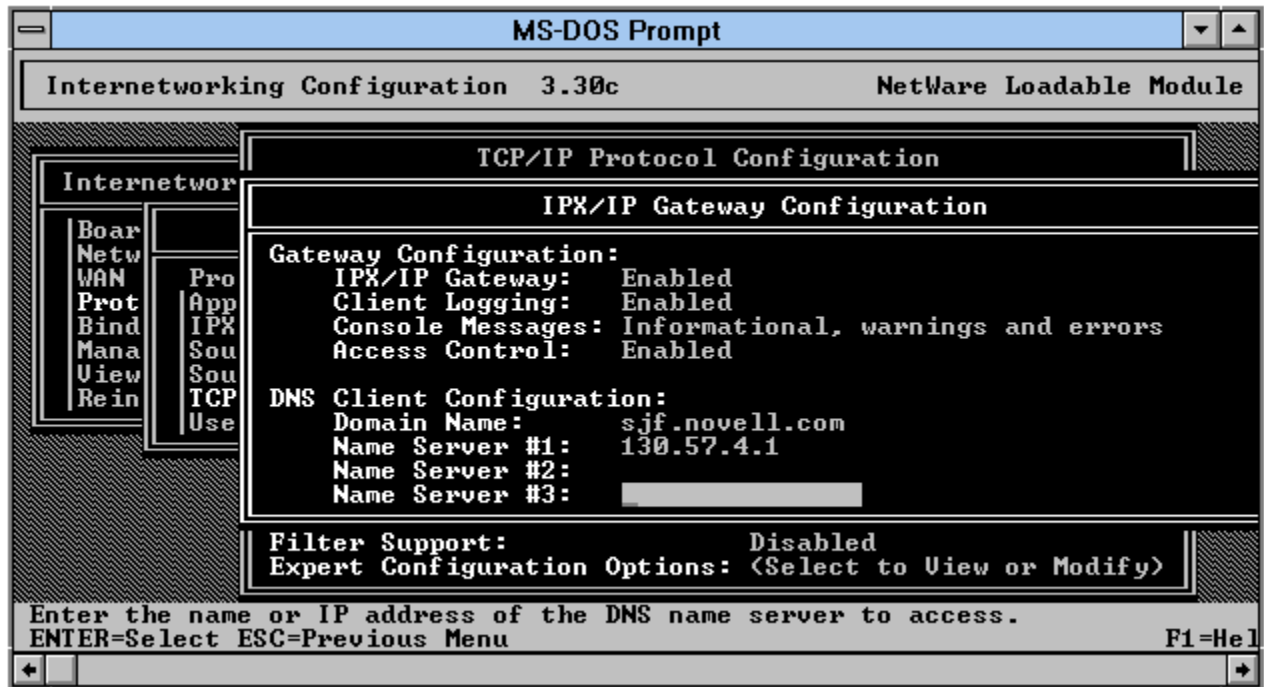 MS-DOS Prompt
Internetworking Configuration 3.30c NetWare Loadable Module
TCP/IP Protocol Configuration
Internetwor
IPX/IP Gateway Configuration
Boar
Netw
WAN
Prot
Bind
Mana
View
Rein
Pro
App
IPX
Sou
Sou
TCP
Use
Gateway Configuration:
IPX/IP Gateway: Enabled
Client Logging: Enabled
Console Messages: Informational, warnings and errors
Access Control: Enabled
DNS Client Configuration:
Domain Name: sjf.novell.com
Name Server #1: 130.57.4.1
Name Server #2:
Name Server #3: _
Filter Support: Disabled
Expert Configuration Options: (Select to View or Modify)
Enter the name or IP address of the DNS name server to access.
ENTER=Select ESC=Previous Menu F1=Hel